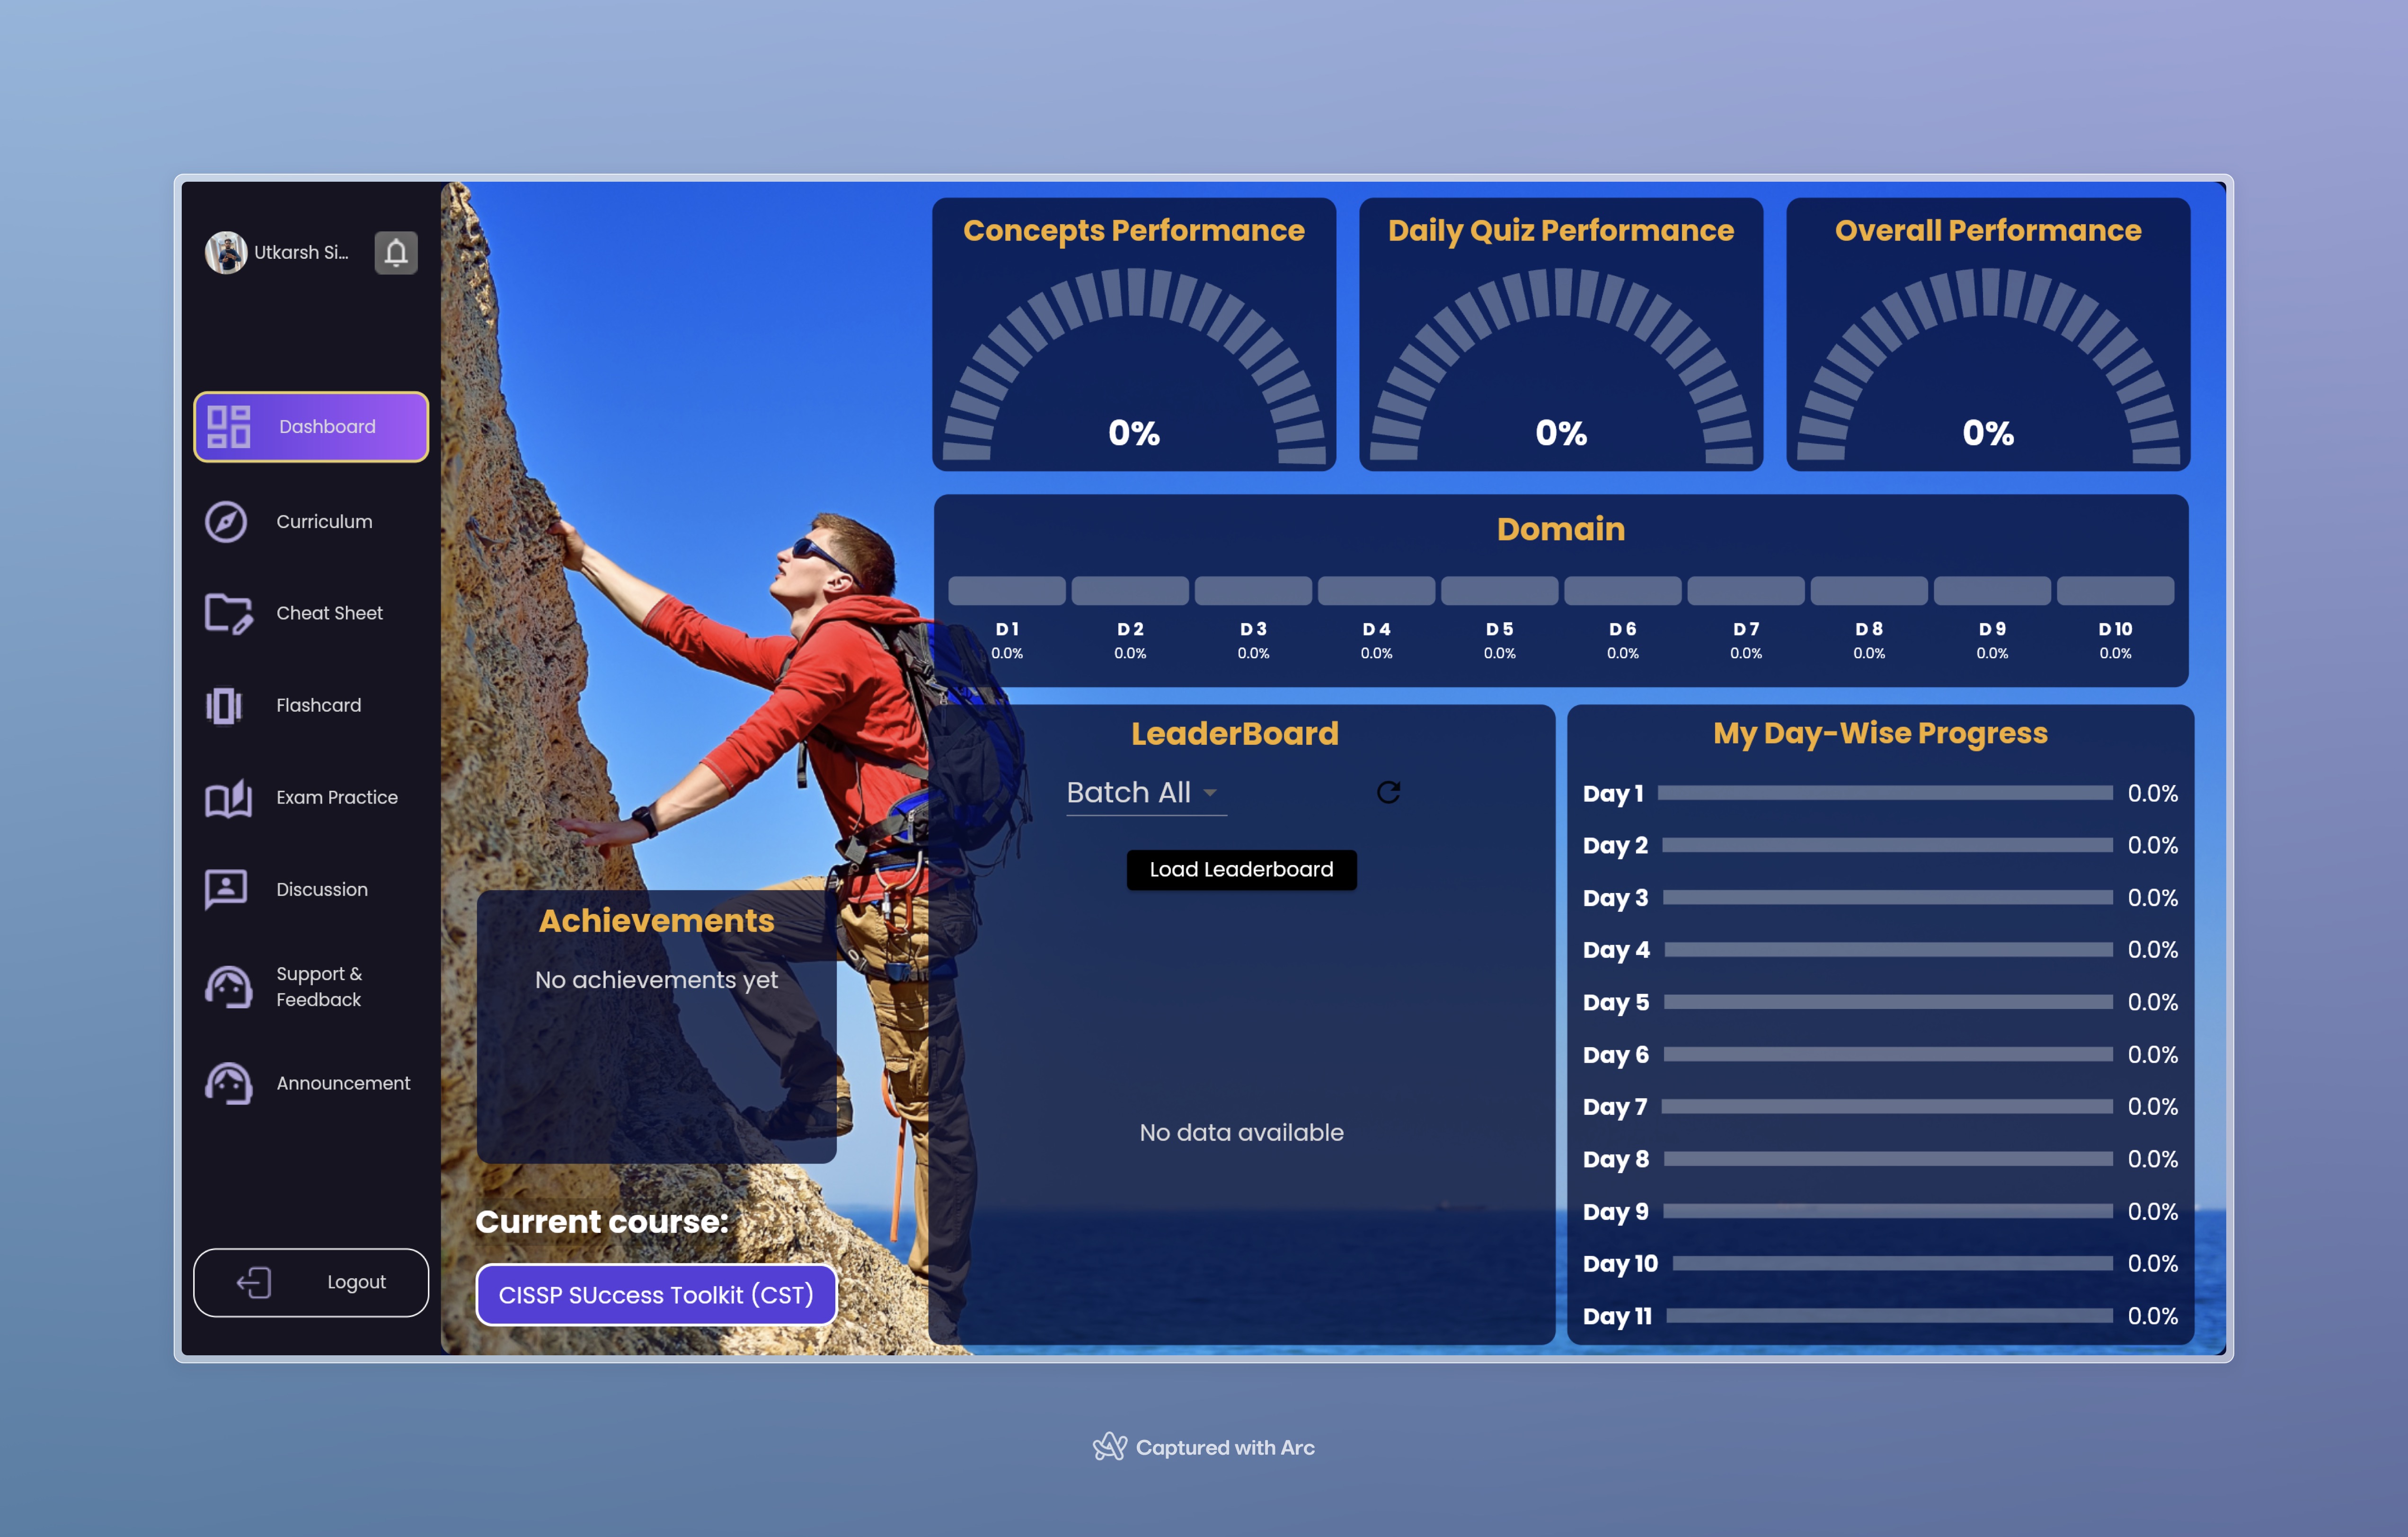 Utkarsh Si...
Dashboard
Curriculum
Cheat Sheet
Flashcard
Exam Practice
Discussion
Support &
Feedback
Announcement
Logout
Achievements
No achievements yet
Current course:
CISSP SUccess Toolkit (CST)
Concepts Performance
0%
Daily Quiz Performance
0%
Overall Performance
0%
Domain
D 1 D 2 D 3 D 4 D 5 D 6 D 7 D 8 D 9 D 10
0.0% 0.0% 0.0% 0.0% 0.0% 0.0% 0.0% 0.0% 0.0% 0.0%
LeaderBoard
Batch All
Load Leaderboard
No data available
My Day-Wise Progress
Day 1 0.0%
Day 2 0.0%
Day 3 0.0%
Day 4 0.0%
Day 5 0.0%
Day 6 0.0%
Day 7 0.0%
Day 8 0.0%
Day 9 0.0%
Day 10 0.0%
Day 11 0.0%
Captured with Arc